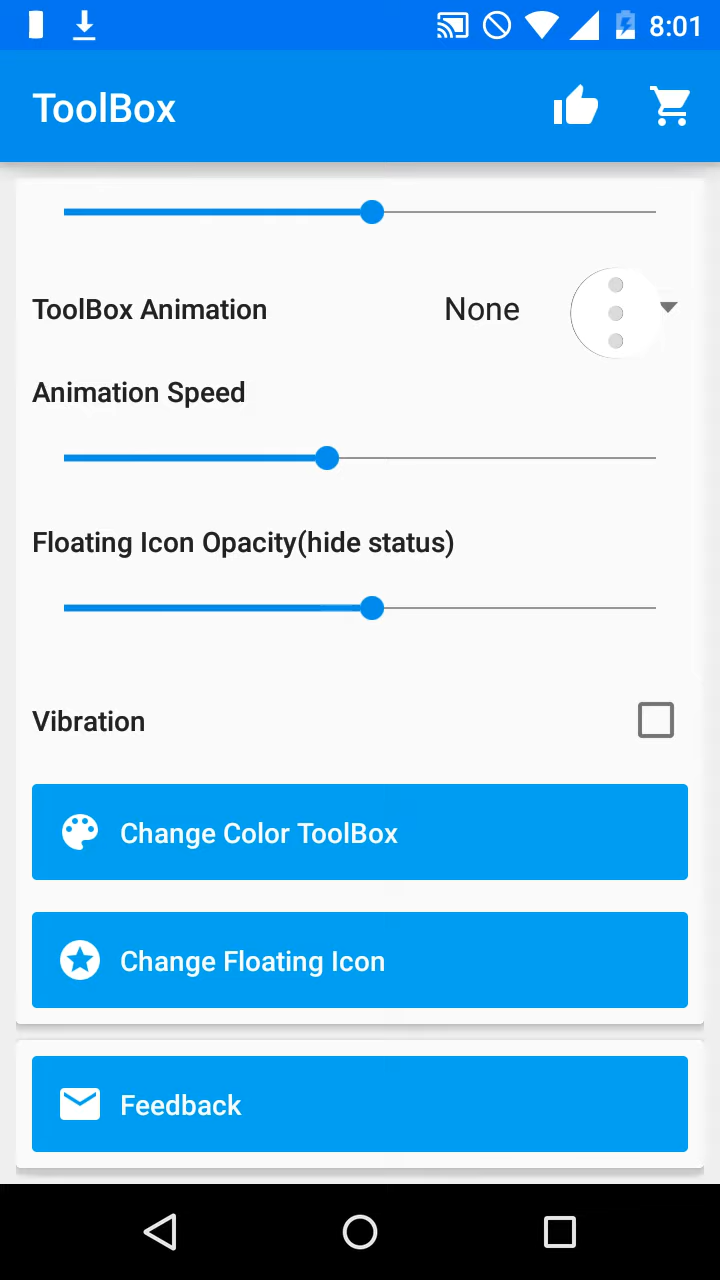 8:01
ToolBox
ToolBox Animation None
Animation Speed
Floating Icon Opacity(hide status)
Vibration
Change Color ToolBox
Change Floating Icon
Feedback